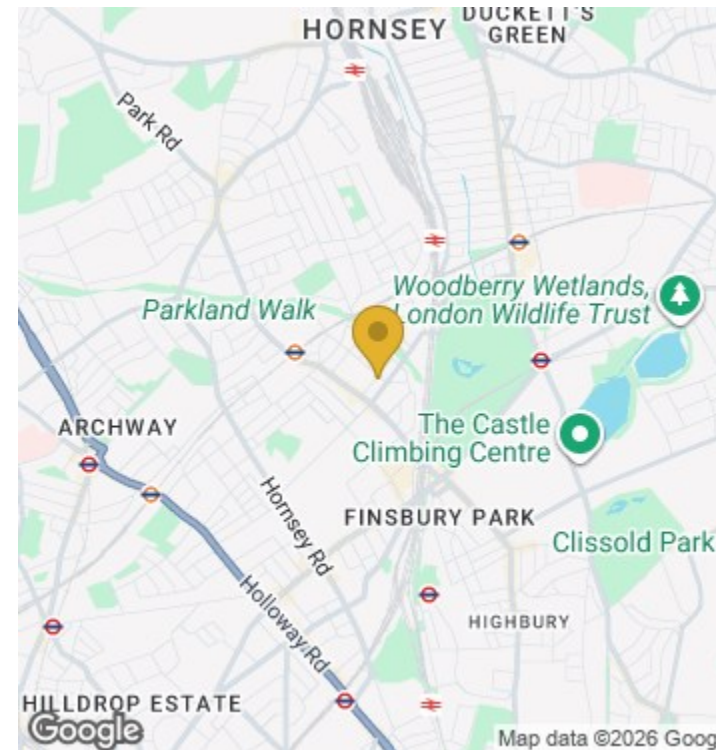 HORNSEY
DUCKETT'S
GREEN
Park Rd
Woodberry Wetlands,
London Wildlife Trust
Parkland Walk
ARCHWAY
The Castle
Climbing Centre
Hornsey Rd
FINSBURY PARK
Clissold Park
Holloway Rd
HIGHBURY
HILLDROP ESTATE
Google
Map data ©2026 Goog